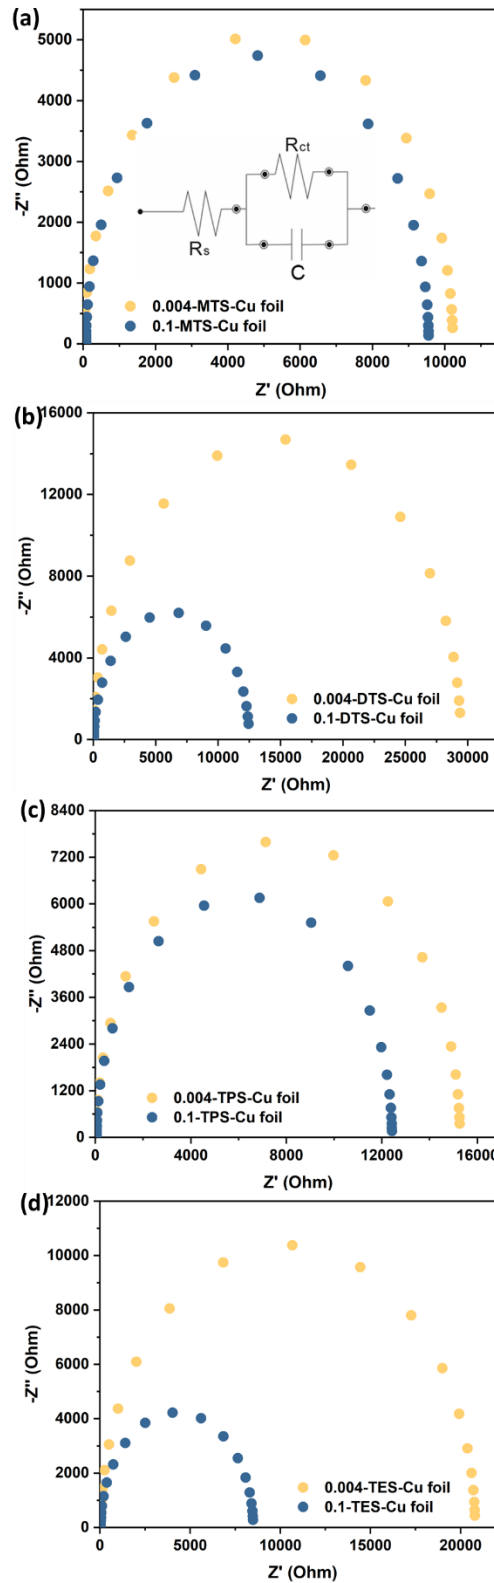 (a)
5000
4000
3000
2000
1000
0
-Z'' (Ohm)
Rct
Rs
C
0.004-MTS-Cu foil
0.1-MTS-Cu foil
0 2000 4000 6000 8000 10000
Z' (Ohm)
(b)
16000
12000
8000
4000
0
-Z'' (Ohm)
0.004-DTS-Cu foil
0.1-DTS-Cu foil
0 5000 10000 15000 20000 25000 30000
Z' (Ohm)
(c)
8400
7200
6000
4800
3600
2400
1200
0
-Z'' (Ohm)
0.004-TPS-Cu foil
0.1-TPS-Cu foil
0 4000 8000 12000 16000
Z' (Ohm)
(d)
12000
10000
8000
6000
4000
2000
0
-Z'' (Ohm)
0.004-TES-Cu foil
0.1-TES-Cu foil
0 5000 10000 15000 20000
Z' (Ohm)